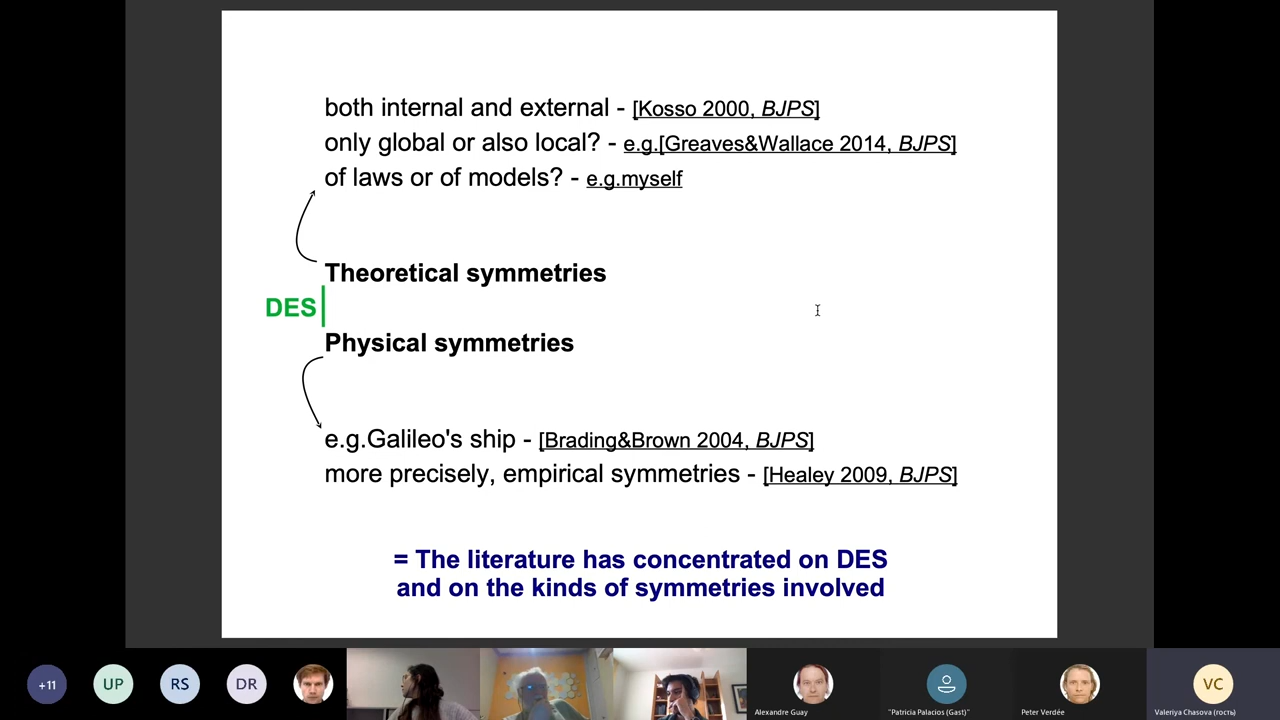 both internal and external - [Kosso 2000, BJPS]
only global or also local? - e.g.[Greaves&Wallace 2014, BJPS]
of laws or of models? - e.g.myself
Theoretical symmetries
DES
Physical symmetries
e.g.Galileo's ship - [Brading&Brown 2004, BJPS]
more precisely, empirical symmetries - [Healey 2009, BJPS]
= The literature has concentrated on DES
and on the kinds of symmetries involved
+11
UP
RS
DR
VC
Alexandre Guay
"Patricia Palacios (Gast)"
Peter Verdée
Valeriya Chasova (гость)